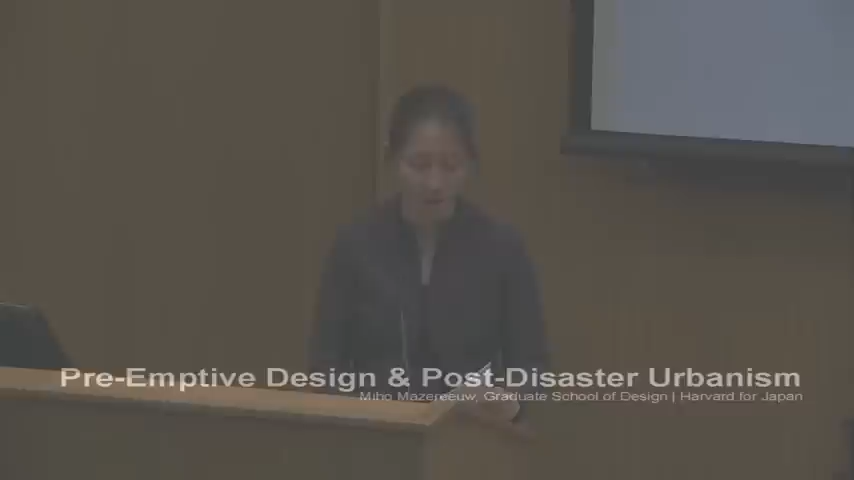 Pre-Emptive Design & Post-Disaster Urbanism
Miho Mazereeuw, Graduate School of Design | Harvard for Japan